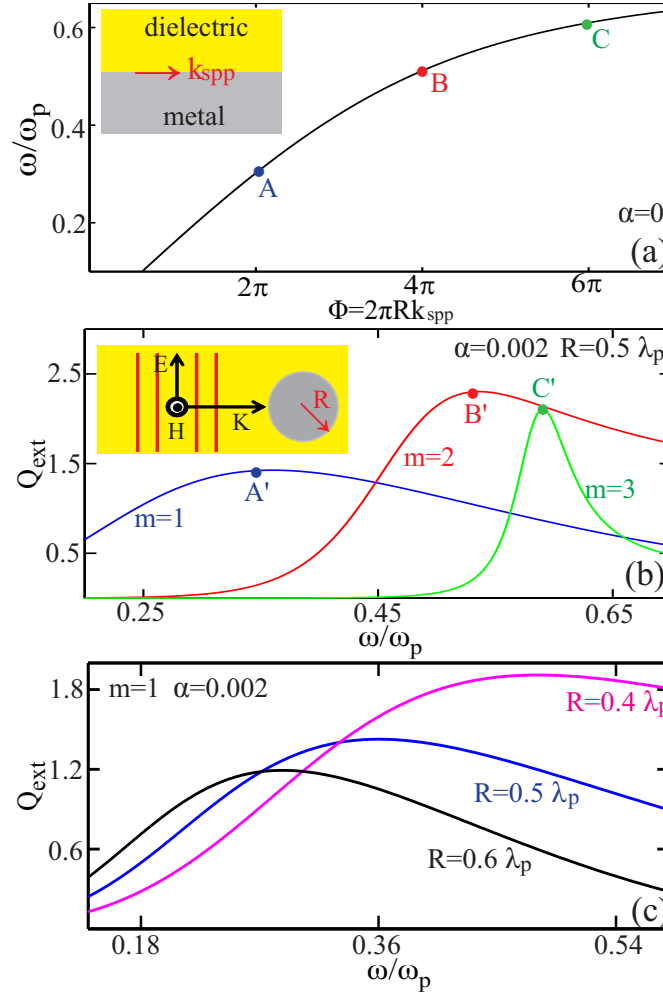 0.6
dielectric
C
kspp
B
ω/ωp
0.4
metal
A
0.2
α=0
(a)
2π 4π 6π
Φ=2πRkspp
E α=0.002 R=0.5 λp
2.5
C'
B'
R
H K
m=2
Qext
1.5
A'
m=3
m=1
0.5
(b)
0.25 0.45 0.65
ω/ωp
1.8 m=1 α=0.002
R=0.4 λp
Qext
1.2
R=0.5 λp
R=0.6 λp
0.6
(c)
0.18 0.36 0.54
ω/ωp